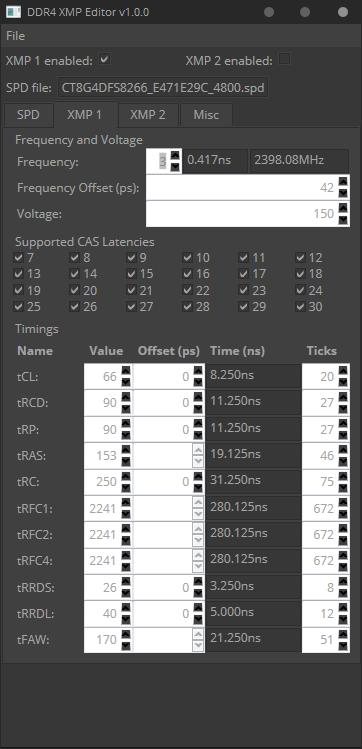 DDR4 XMP Editor v1.0.0
File
XMP 1 enabled: XMP 2 enabled:
SPD file: CT8G4DFS8266_E471E29C_4800.spd
SPD XMP 1 XMP 2 Misc
Frequency and Voltage
Frequency: 3 0.417ns 2398.08MHz
Frequency Offset (ps): 42
Voltage: 150
Supported CAS Latencies
7 8 9 10 11 12
13 14 15 16 17 18
19 20 21 22 23 24
25 26 27 28 29 30
Timings
Name Value Offset (ps) Time (ns) Ticks
tCL: 66 0 8.250ns 20
tRCD: 90 0 11.250ns 27
tRP: 90 0 11.250ns 27
tRAS: 153 19.125ns 46
tRC: 250 0 31.250ns 75
tRFC1: 2241 280.125ns 672
tRFC2: 2241 280.125ns 672
tRFC4: 2241 280.125ns 672
tRRDS: 26 0 3.250ns 8
tRRDL: 40 0 5.000ns 12
tFAW: 170 21.250ns 51